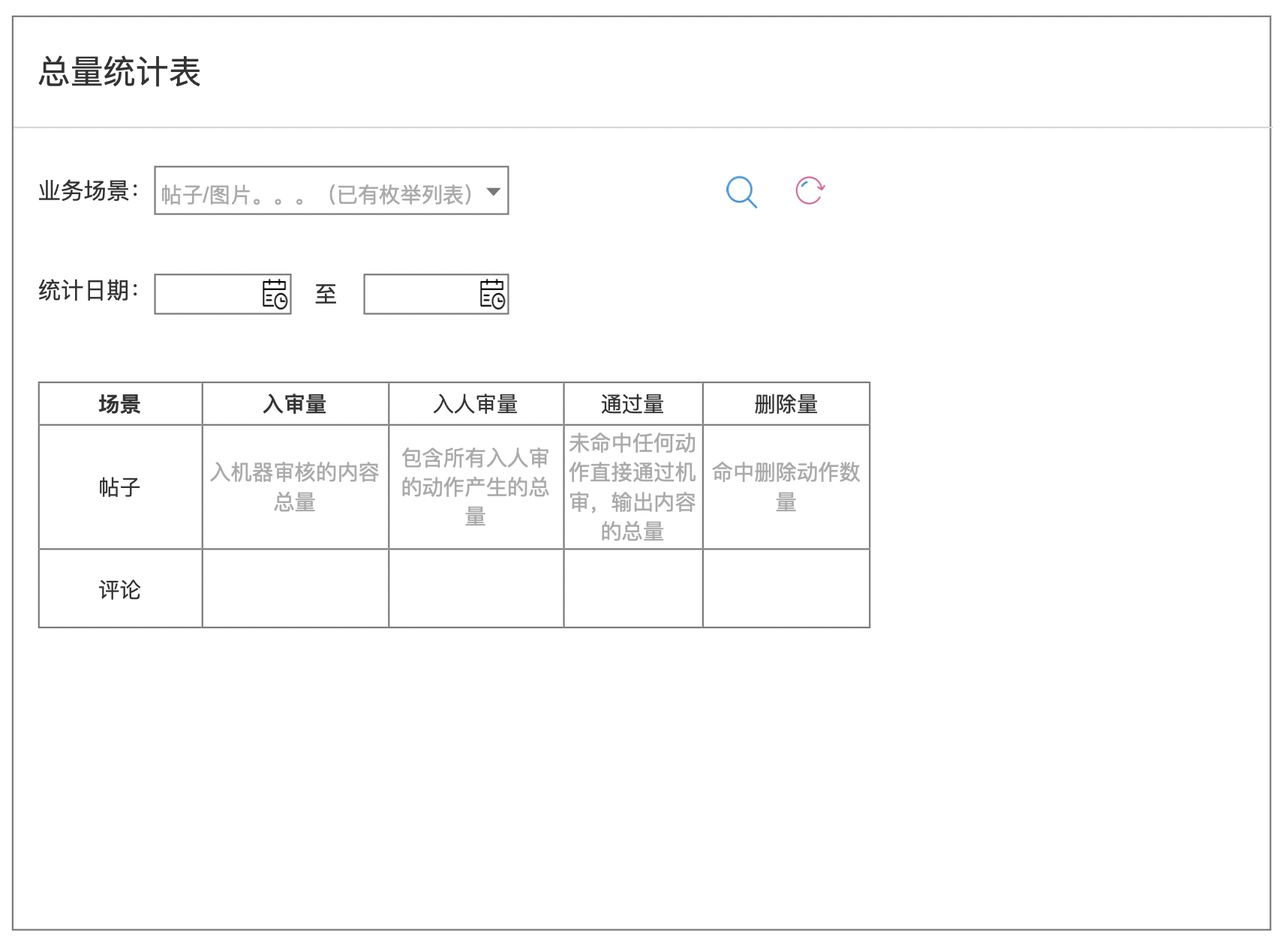 总量统计表
业务场景：
帖子/图片。。。（已有枚举列表）
统计日期：
至
场景
入审量
入人审量
通过量
删除量
帖子
入机器审核的内容
总量
包含所有入人审
的动作产生的总
量
未命中任何动
作直接通过机
审，输出内容
的总量
命中删除动作数
量
评论